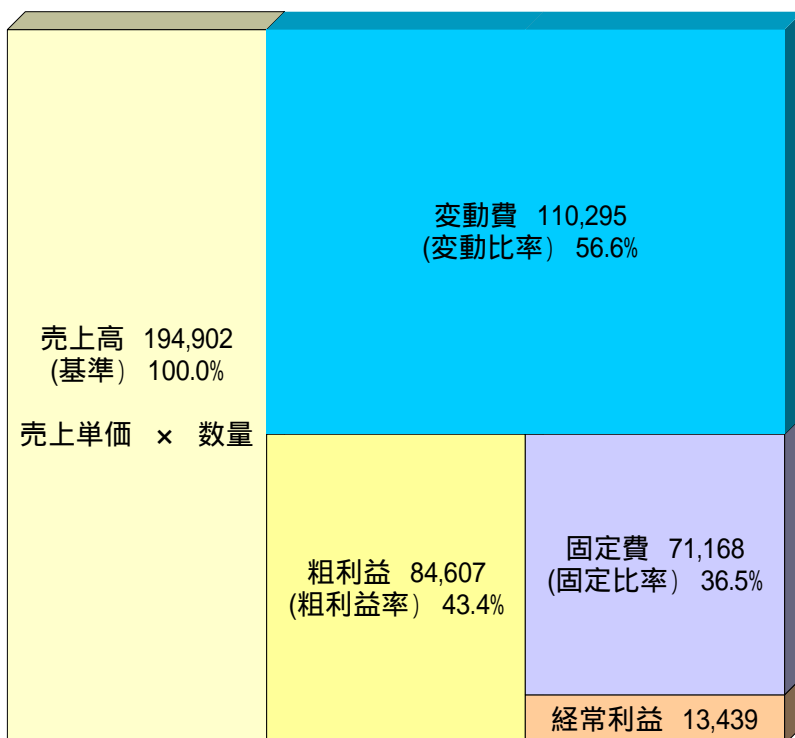 売上高 194,902
(基準) 100.0%
売上単価 × 数量
変動費 110,295
(変動比率) 56.6%
粗利益 84,607
(粗利益率) 43.4%
固定費 71,168
(固定比率) 36.5%
経常利益 13,439